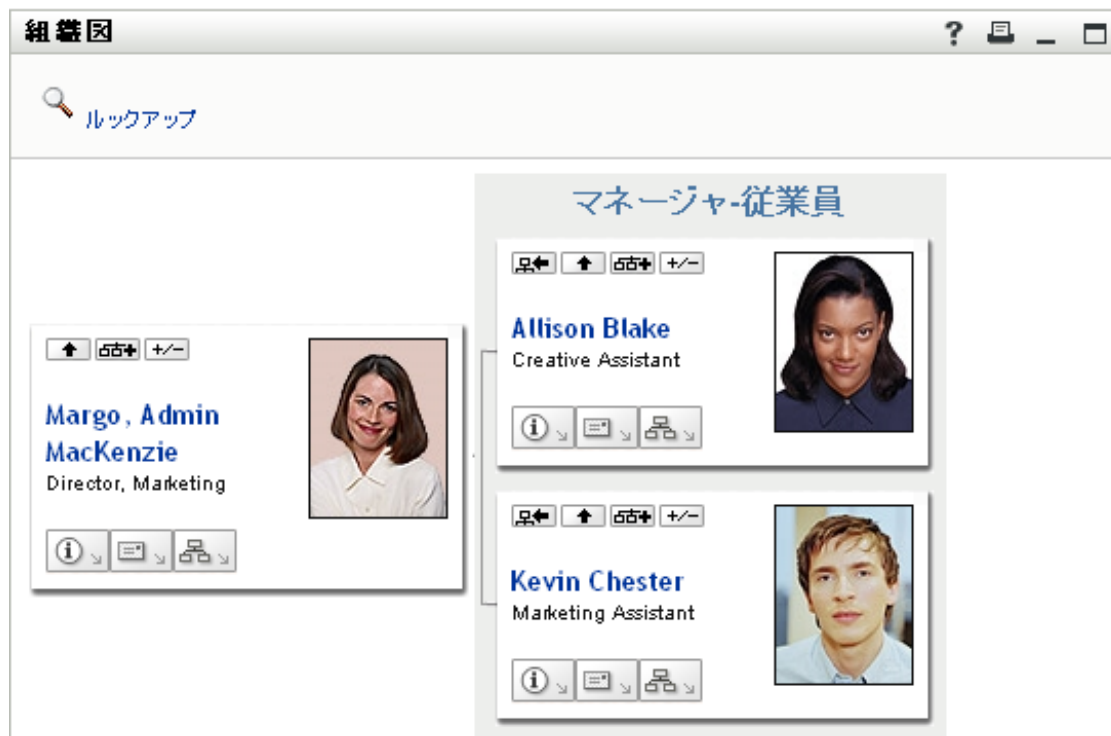 組織図
?
ルックアップ
マネージャ-従業員
+/−
Allison Blake
Creative Assistant
+/−
Margo, Admin
MacKenzie
Director, Marketing
+/−
Kevin Chester
Marketing Assistant